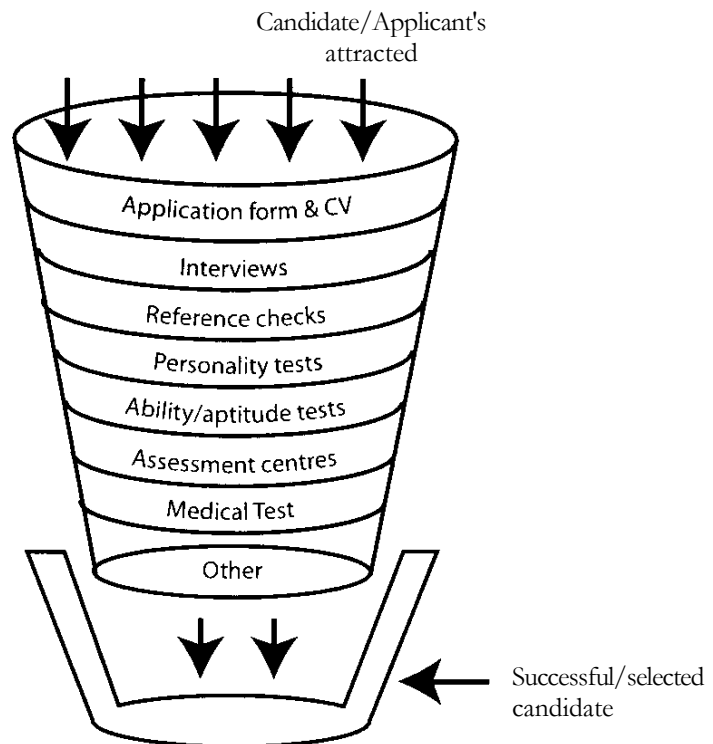 Candidate/Applicant's
attracted
Application form & CV
Interviews
Reference checks
Personality tests
Ability/aptitude tests
Assessment centres
Medical Test
Other
Successful/selected
candidate